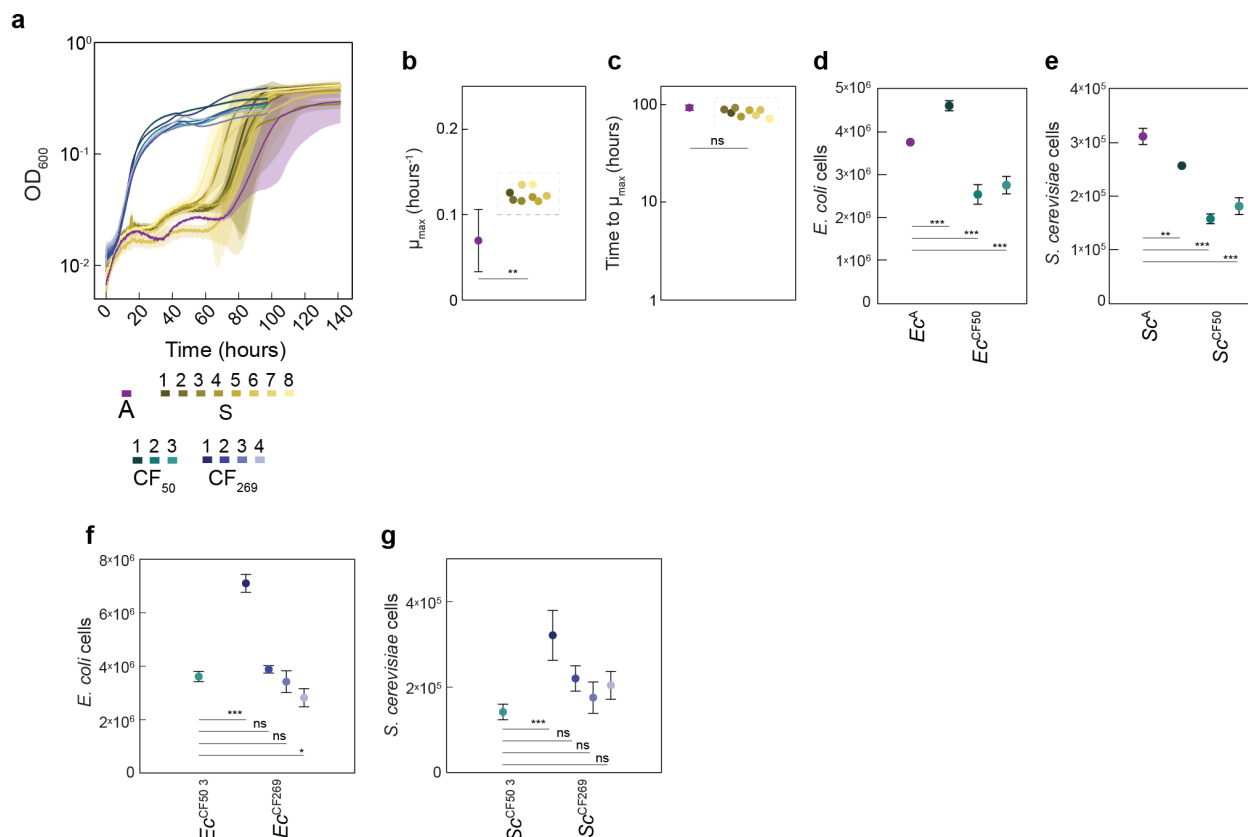 a
10⁰
10⁻¹
10⁻²
OD₆₀₀
0 20 40 60 80 100 120 140
Time (hours)
1 2 3 4 5 6 7 8
A S
1 2 3 1 2 3 4
CF₅₀ CF₂₆₉
b
0.22
0.11
0
μmax (hours⁻¹)
**
c
100
10
1
Time to μmax (hours)
ns
d
5×10⁶
4×10⁶
3×10⁶
2×10⁶
1×10⁶
0
E. coli cells
***
***
***
Ecᴬ Ecᶜᶠ⁵⁰
e
4×10⁵
3×10⁵
2×10⁵
1×10⁵
0
S. cerevisiae cells
**
***
***
Scᴬ Scᶜᶠ⁵⁰
f
8×10⁶
6×10⁶
4×10⁶
2×10⁶
0
E. coli cells
***
ns
ns
*
Ecᶜᶠ⁵⁰ ³ Ecᶜᶠ²⁶⁹
g
4×10⁵
2×10⁵
0
S. cerevisiae cells
***
ns
ns
ns
Scᶜᶠ⁵⁰ ³ Scᶜᶠ²⁶⁹